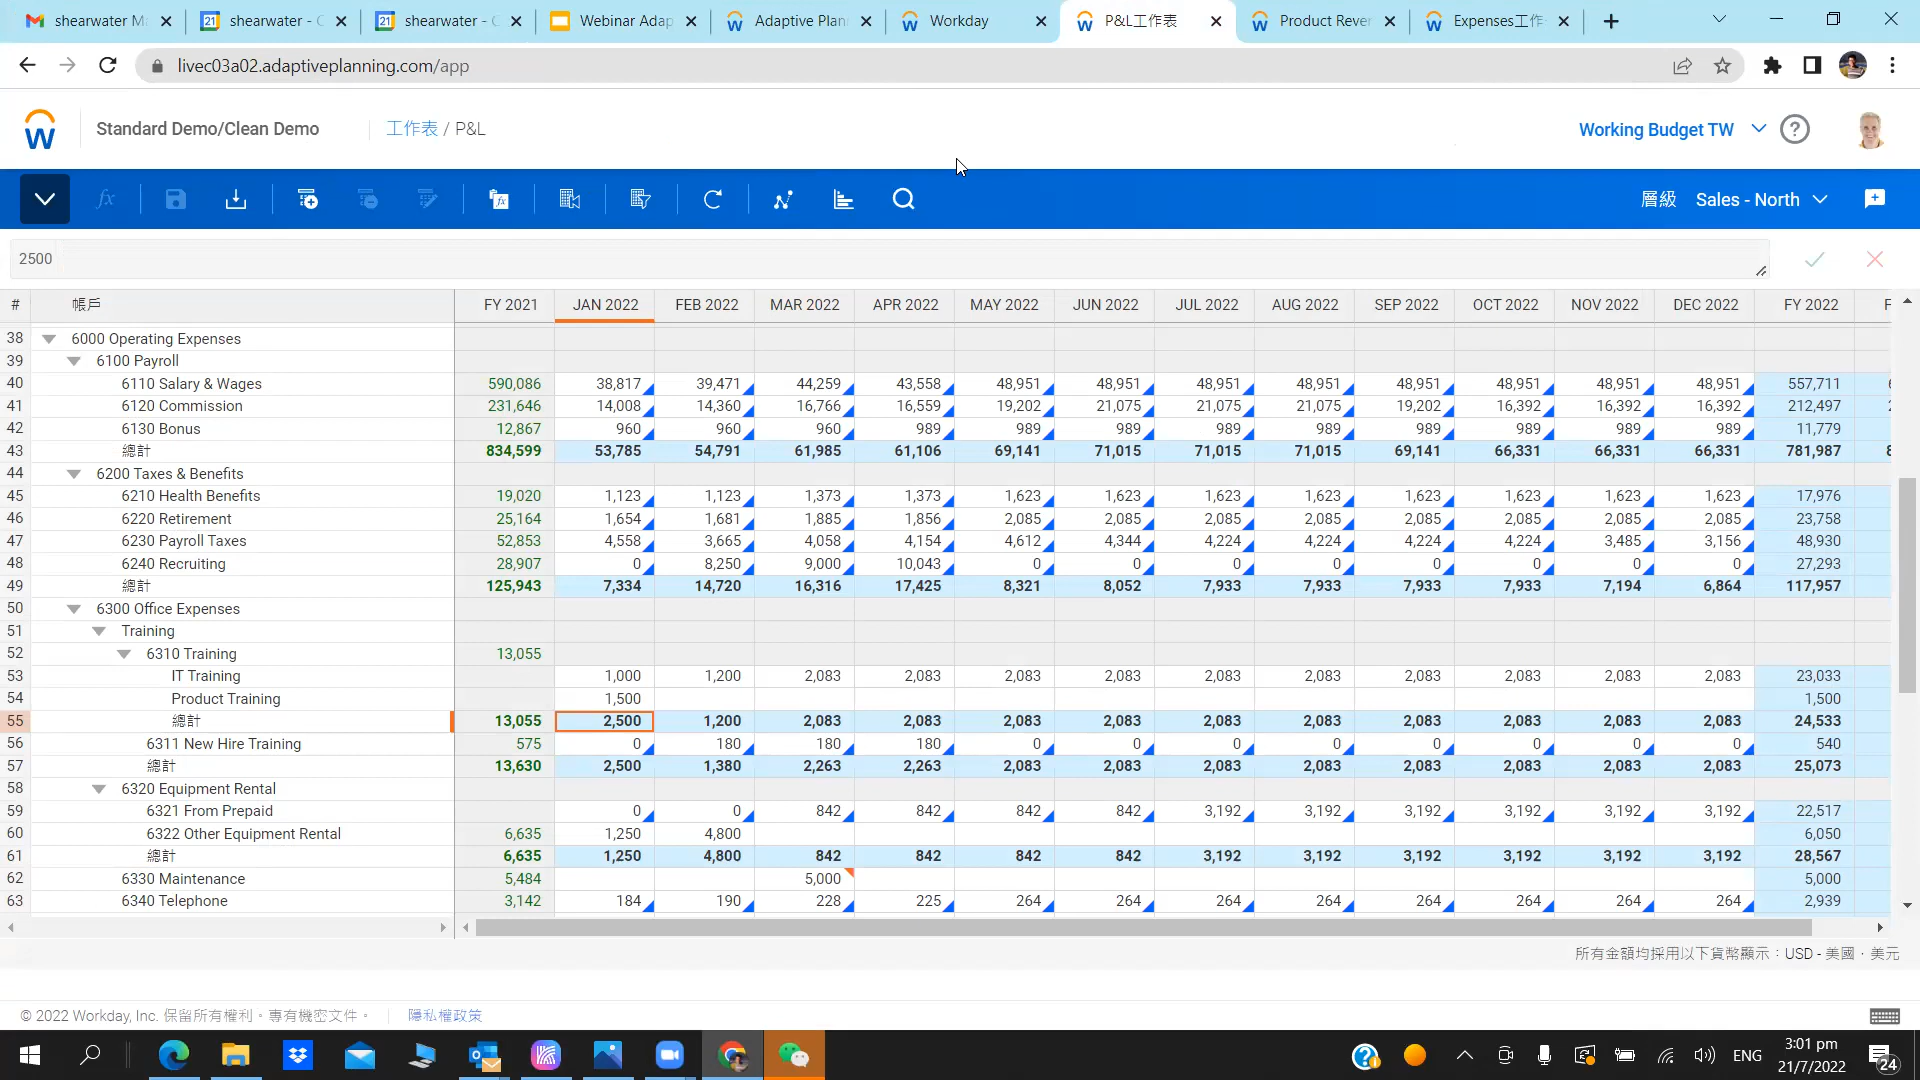 shearwater M
shearwater - C
shearwater - C
Webinar Adap
Adaptive Plan
Workday
P&L工作表
Product Rever
Expenses工作
livec03a02.adaptiveplanning.com/app
Standard Demo/Clean Demo
工作表 / P&L
Working Budget TW
層級 Sales - North
2500
# 帳戶 FY 2021 JAN 2022 FEB 2022 MAR 2022 APR 2022 MAY 2022 JUN 2022 JUL 2022 AUG 2022 SEP 2022 OCT 2022 NOV 2022 DEC 2022 FY 2022 F
38 6000 Operating Expenses
39 6100 Payroll
40 6110 Salary & Wages 590,086 38,817 39,471 44,259 43,558 48,951 48,951 48,951 48,951 48,951 48,951 48,951 48,951 557,711
41 6120 Commission 231,646 14,008 14,360 16,766 16,559 19,202 21,075 21,075 21,075 19,202 16,392 16,392 16,392 212,497
42 6130 Bonus 12,867 960 960 960 989 989 989 989 989 989 989 989 989 11,779
43 總計 834,599 53,785 54,791 61,985 61,106 69,141 71,015 71,015 71,015 69,141 66,331 66,331 66,331 781,987
44 6200 Taxes & Benefits
45 6210 Health Benefits 19,020 1,123 1,123 1,373 1,373 1,623 1,623 1,623 1,623 1,623 1,623 1,623 1,623 17,976
46 6220 Retirement 25,164 1,654 1,681 1,885 1,856 2,085 2,085 2,085 2,085 2,085 2,085 2,085 2,085 23,758
47 6230 Payroll Taxes 52,853 4,558 3,665 4,058 4,154 4,612 4,344 4,224 4,224 4,224 4,224 3,485 3,156 48,930
48 6240 Recruiting 28,907 0 8,250 9,000 10,043 0 0 0 0 0 0 0 0 27,293
49 總計 125,943 7,334 14,720 16,316 17,425 8,321 8,052 7,933 7,933 7,933 7,933 7,194 6,864 117,957
50 6300 Office Expenses
51 Training
52 6310 Training 13,055
53 IT Training 1,000 1,200 2,083 2,083 2,083 2,083 2,083 2,083 2,083 2,083 2,083 2,083 23,033
54 Product Training 1,500 1,500
55 總計 13,055 2,500 1,200 2,083 2,083 2,083 2,083 2,083 2,083 2,083 2,083 2,083 2,083 24,533
56 6311 New Hire Training 575 0 180 180 180 0 0 0 0 0 0 0 0 540
57 總計 13,630 2,500 1,380 2,263 2,263 2,083 2,083 2,083 2,083 2,083 2,083 2,083 2,083 25,073
58 6320 Equipment Rental
59 6321 From Prepaid 0 0 842 842 842 842 3,192 3,192 3,192 3,192 3,192 3,192 22,517
60 6322 Other Equipment Rental 6,635 1,250 4,800 6,050
61 總計 6,635 1,250 4,800 842 842 842 842 3,192 3,192 3,192 3,192 3,192 3,192 28,567
62 6330 Maintenance 5,484 5,000 5,000
63 6340 Telephone 3,142 184 190 228 225 264 264 264 264 264 264 264 264 2,939
所有金額均採用以下貨幣顯示：USD - 美國，美元
© 2022 Workday, Inc. 保留所有權利。專有機密文件。 隱私權政策
ENG
3:01 pm
21/7/2022
24